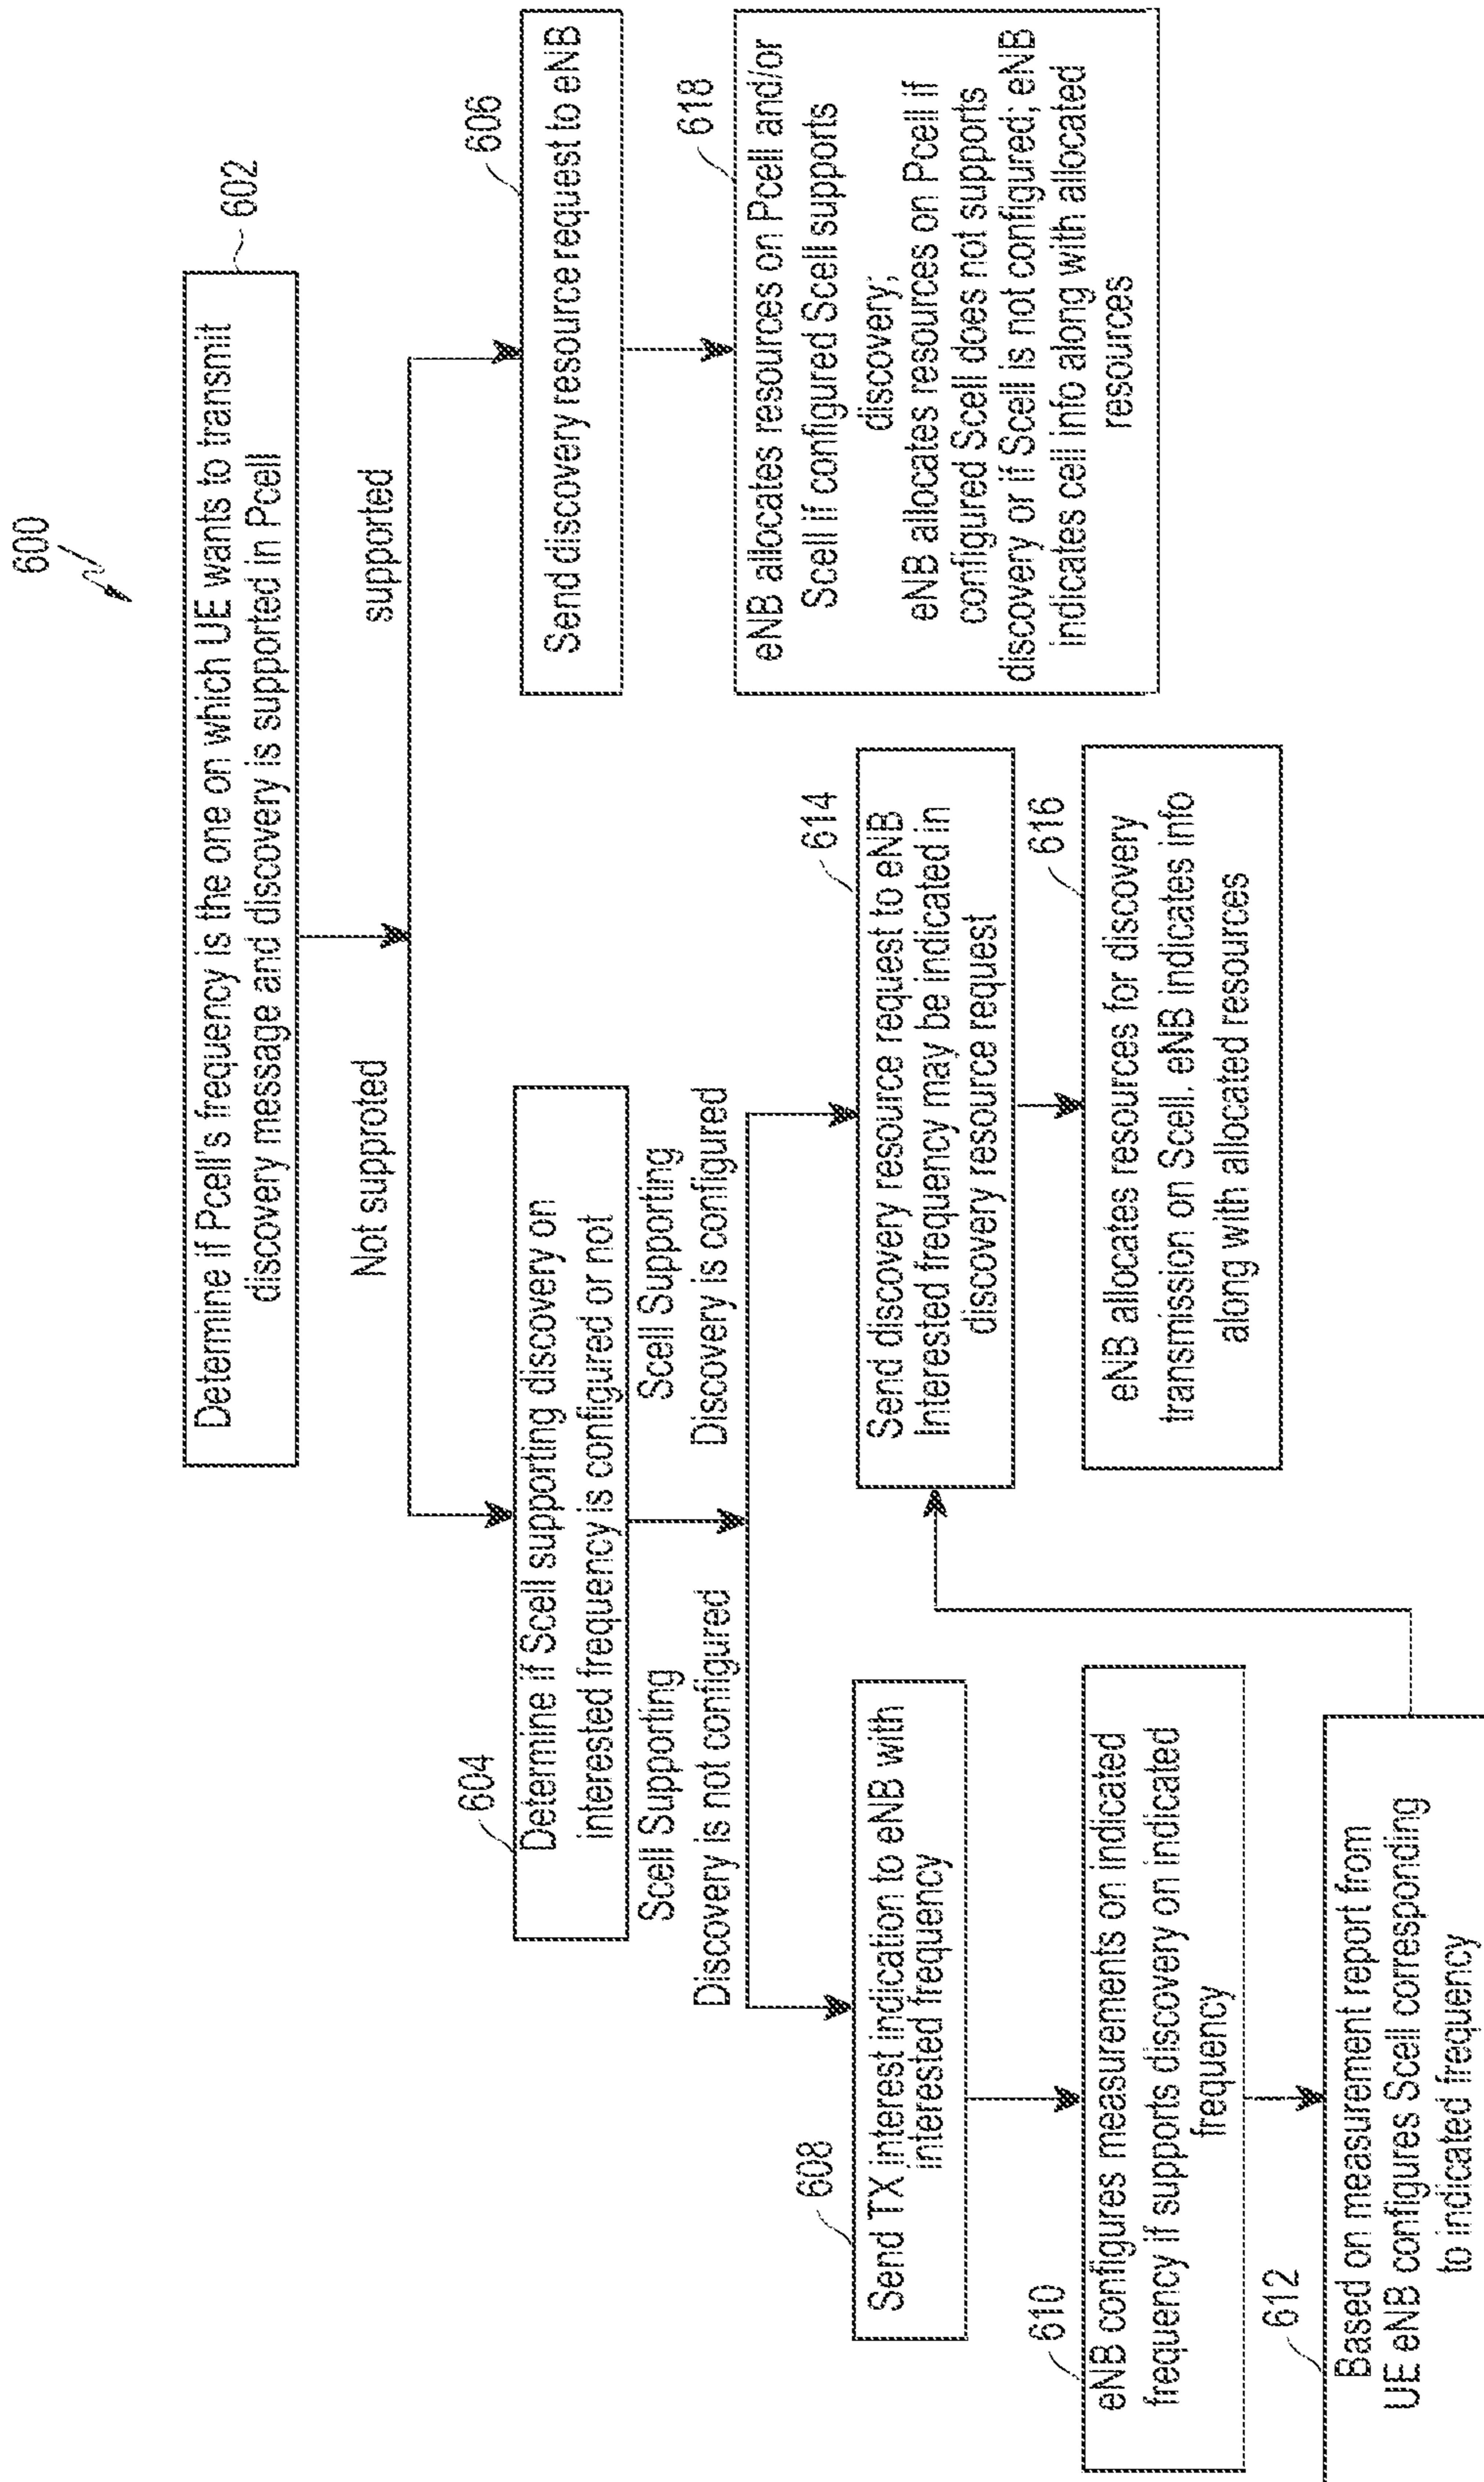 600
602
Determine if Pcell's frequency is the one on which UE wants to transmit
discovery message and discovery is supported in Pcell
Not supproted
supported
604
Determine if Scell supporting discovery on
interested frequency is configured or not
606
Send discovery resource request to eNB
Scell Supporting
Discovery is not configured
Scell Supporting
Discovery is configured
618
eNB allocates resources on Pcell and/or
Scell if configured Scell supports
discovery;
eNB allocates resources on Pcell if
configured Scell does not supports
discovery or if Scell is not configured; eNB
indicates cell info along with allocated
resources
608
Send TX interest indication to eNB with
interested frequency
614
Send discovery resource request to eNB
Interested frequency may be indicated in
discovery resource request
610
eNB configures measurements on indicated
frequency if supports discovery on indicated
frequency
616
eNB allocates resources for discovery
transmission on Scell. eNB indicates info
along with allocated resources
612
Based on measurement report from
UE eNB configures Scell corresponding
to indicated frequency